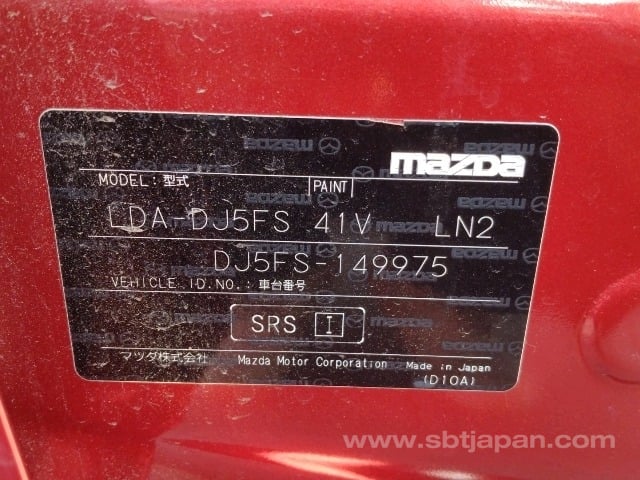 mazda
MODEL：型式 PAINT
LDA-DJ5FS 41V LN2
DJ5FS-149975
VEHICLE ID.NO.：車台番号
SRS I
マツダ株式会社 Mazda Motor Corporation Made in Japan
(D10A)
www.sbtjapan.com